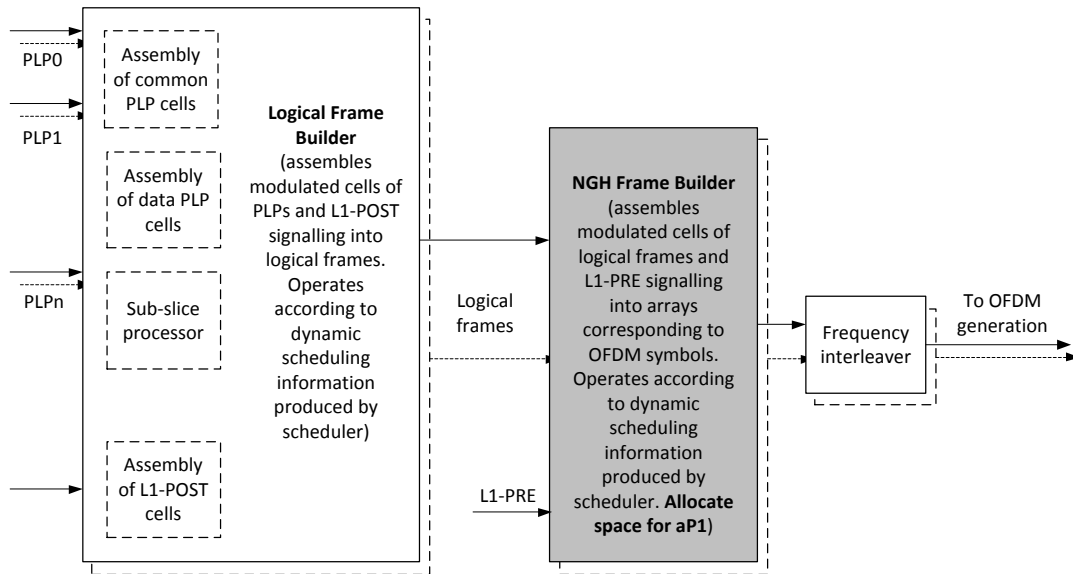 PLP0
PLP1
PLPn
Assembly
of common
PLP cells
Assembly
of data PLP
cells
Sub-slice
processor
Assembly
of L1-POST
cells
Logical Frame
Builder
(assembles
modulated cells of
PLPs and L1-POST
signalling into
logical frames.
Operates
according to
dynamic
scheduling
information
produced by
scheduler)
Logical
frames
L1-PRE
NGH Frame Builder
(assembles
modulated cells of
logical frames and
L1-PRE signalling
into arrays
corresponding to
OFDM symbols.
Operates according
to dynamic
scheduling
information
produced by
scheduler. Allocate
space for aP1)
Frequency
interleaver
To OFDM
generation